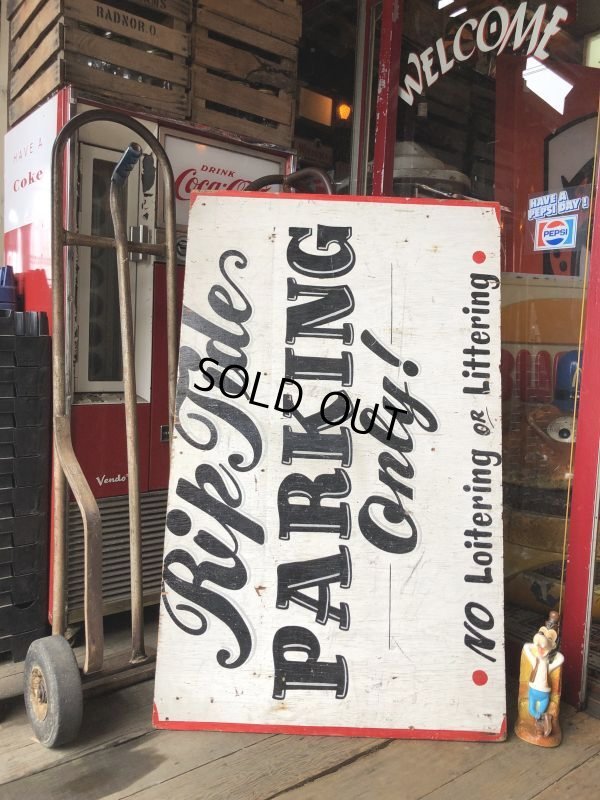 RADNOR.O.
WELCOME
HAVE A
Coke
DRINK
Coca-Co
HAVE A
PEPSI DAY!
PEPSI
Rip Tide
PARKING
Only!
NO Loitering OR Littering
SOLD OUT
Vendo